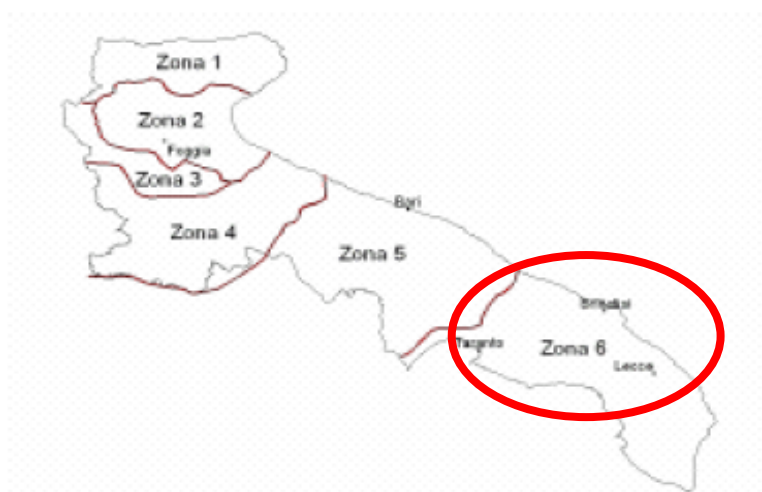 Zona 1
Zona 2
Foggia
Zona 3
Zona 4
Bari
Zona 5
Brindisi
Taranto
Zona 6
Lecce